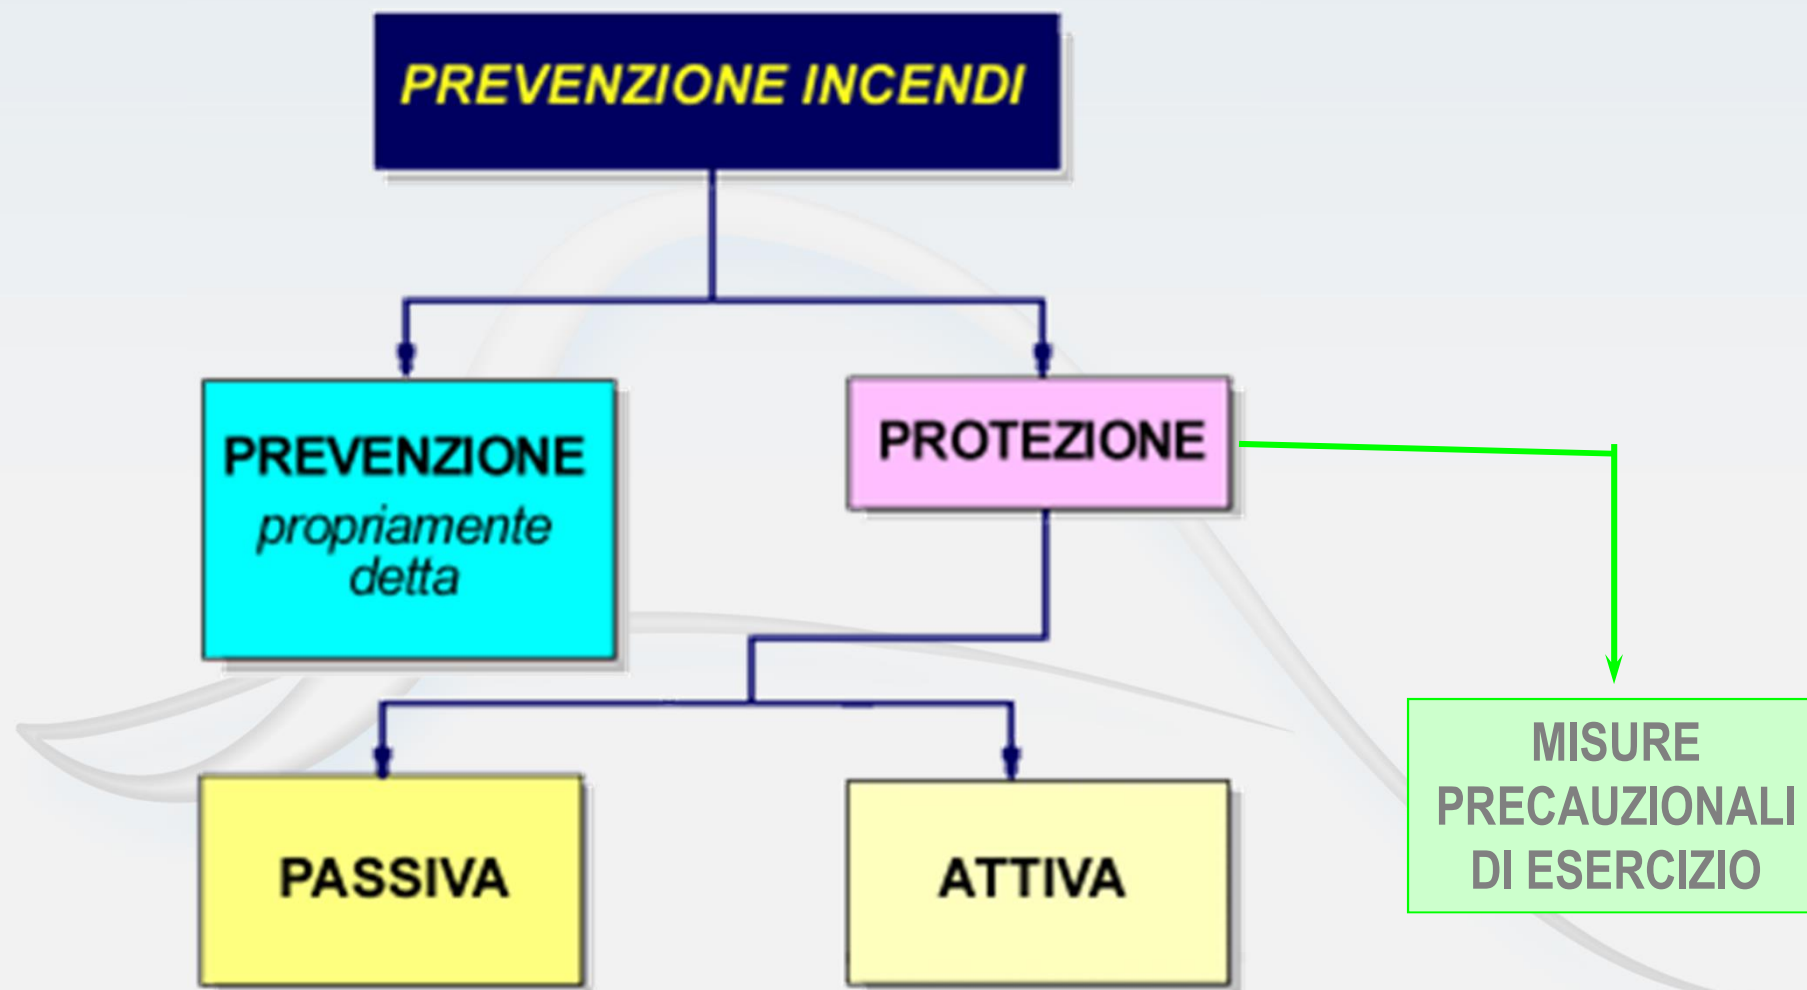 PREVENZIONE INCENDI
PREVENZIONE
propriamente
detta
PROTEZIONE
PASSIVA
ATTIVA
MISURE
PRECAUZIONALI
DI ESERCIZIO